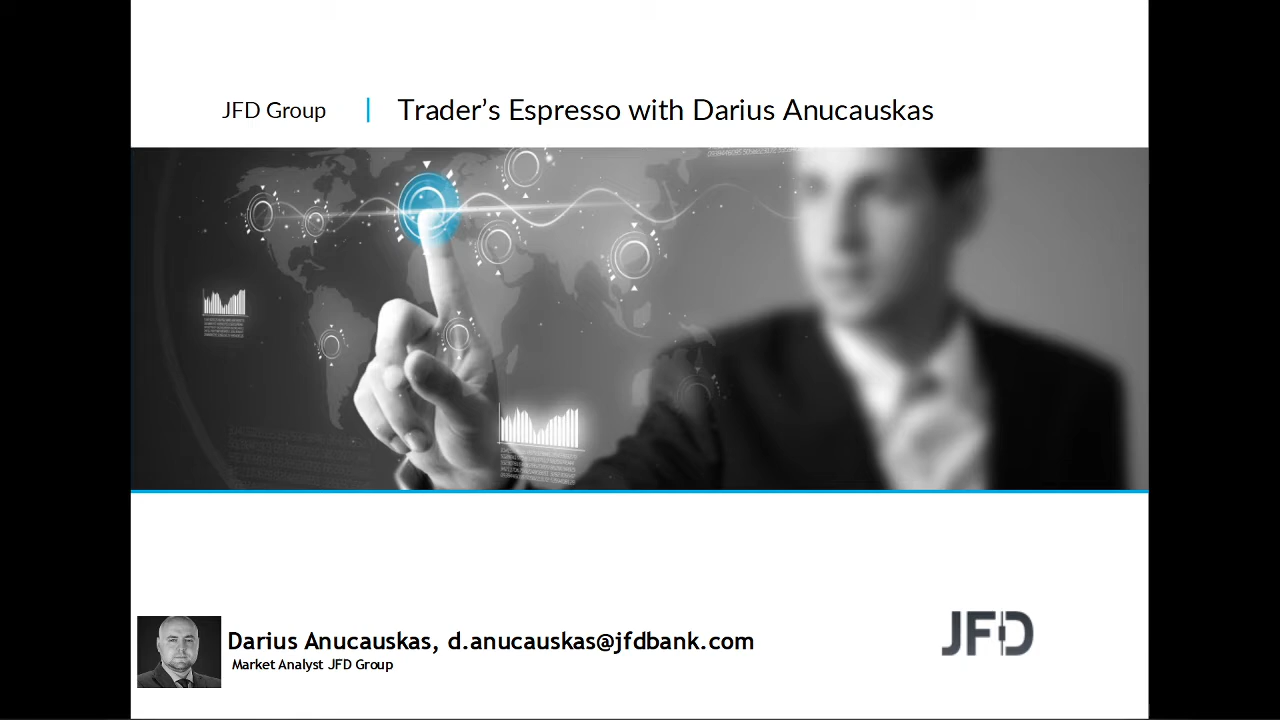 JFD Group
Trader’s Espresso with Darius Anucauskas
Darius Anucauskas, d.anucauskas@jfdbank.com
Market Analyst JFD Group
JFD